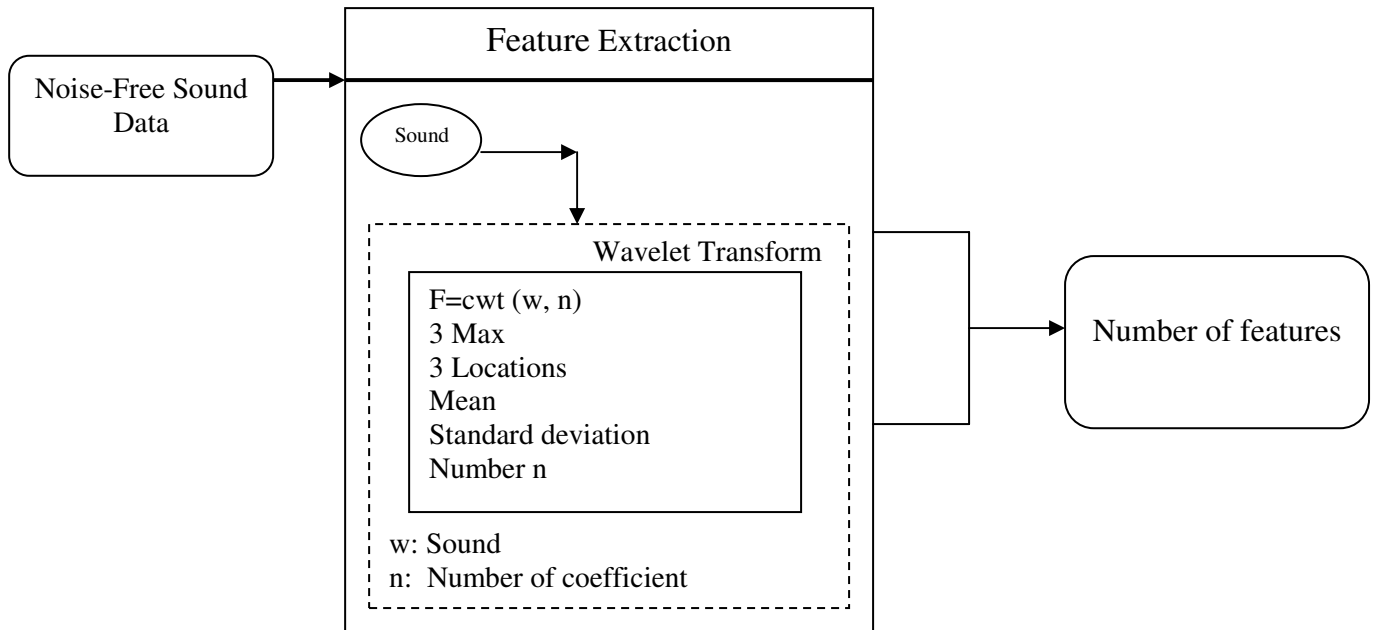 Feature Extraction
Noise-Free Sound
Data
Sound
Wavelet Transform
F=cwt (w, n)
3 Max
3 Locations
Mean
Standard deviation
Number n
w: Sound
n: Number of coefficient
Number of features